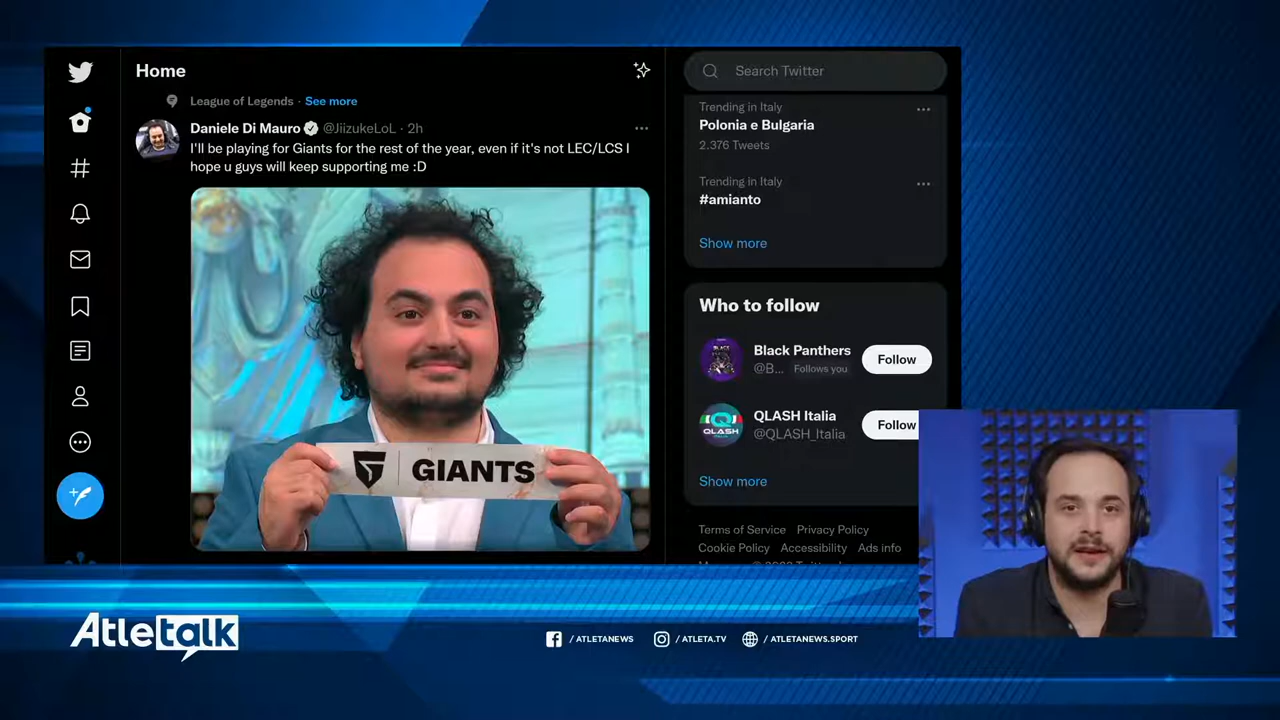 Home
League of Legends · See more
Daniele Di Mauro @JiizukeLoL · 2h
I'll be playing for Giants for the rest of the year, even if it's not LEC/LCS I
hope u guys will keep supporting me :D
GIANTS
Search Twitter
Trending in Italy
Polonia e Bulgaria
2.376 Tweets
Trending in Italy
#amianto
Show more
Who to follow
Black Panthers
@B... Follows you
Follow
QLASH Italia
@QLASH_Italia
Follow
QLASH
Show more
Terms of Service Privacy Policy
Cookie Policy Accessibility Ads info
Atletalk
/ ATLETANEWS
/ ATLETA.TV
/ ATLETANEWS.SPORT